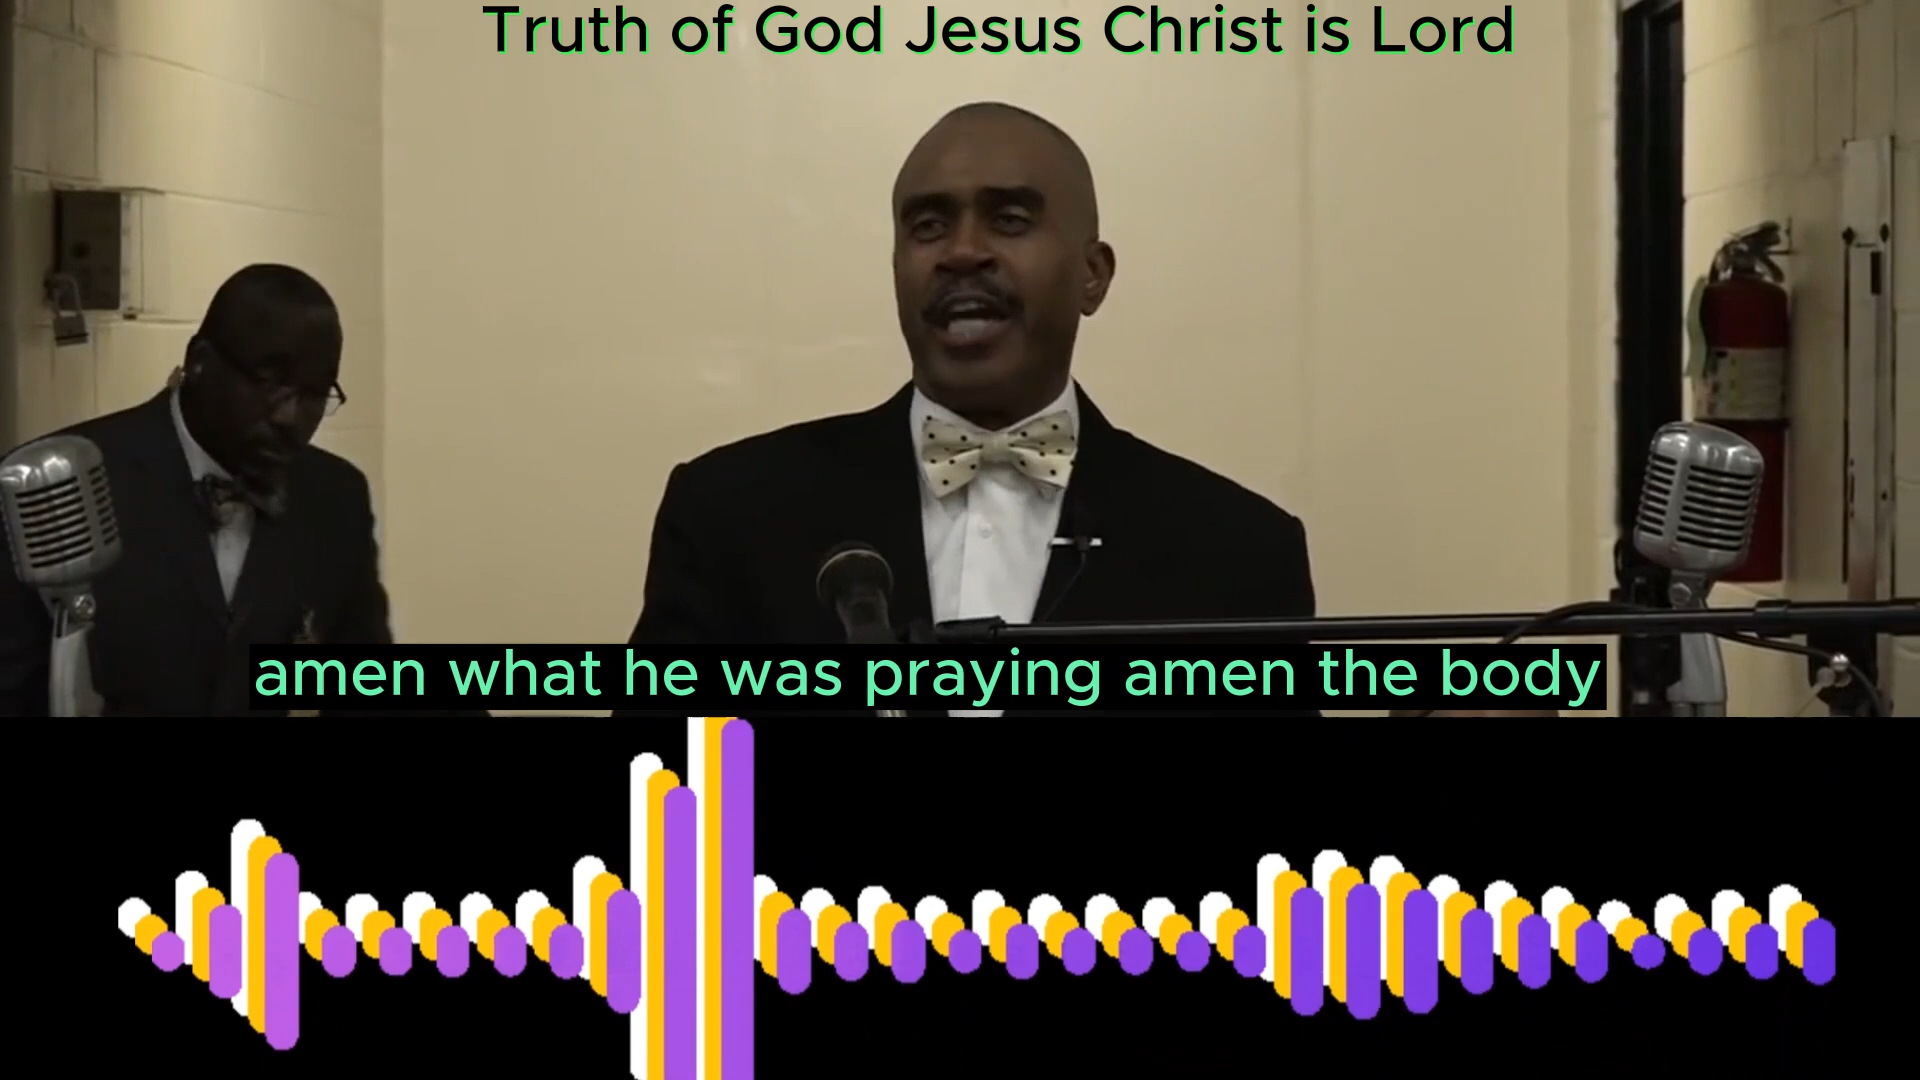 Truth of God Jesus Christ is Lord
amen what he was praying amen the body